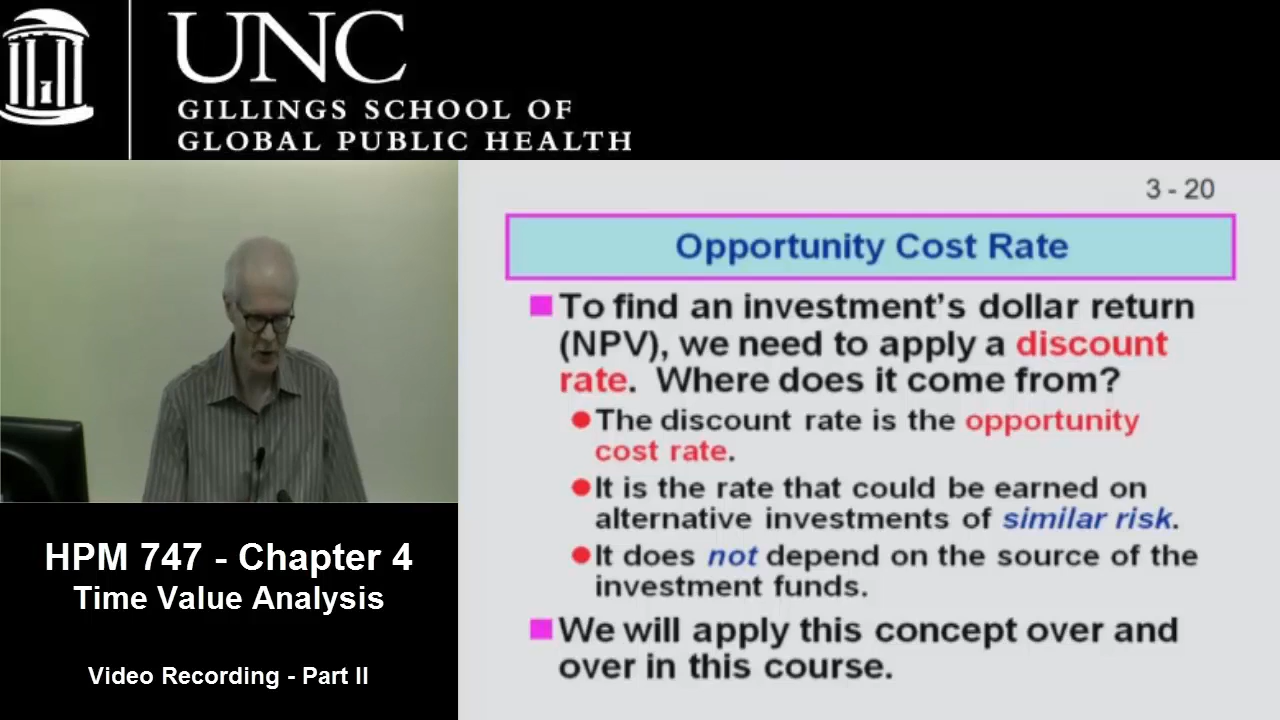 UNC
GILLINGS SCHOOL OF
GLOBAL PUBLIC HEALTH
3 - 20
Opportunity Cost Rate
To find an investment's dollar return
(NPV), we need to apply a discount
rate. Where does it come from?
The discount rate is the opportunity
cost rate.
It is the rate that could be earned on
alternative investments of similar risk.
It does not depend on the source of the
investment funds.
We will apply this concept over and
over in this course.
HPM 747 - Chapter 4
Time Value Analysis
Video Recording - Part II